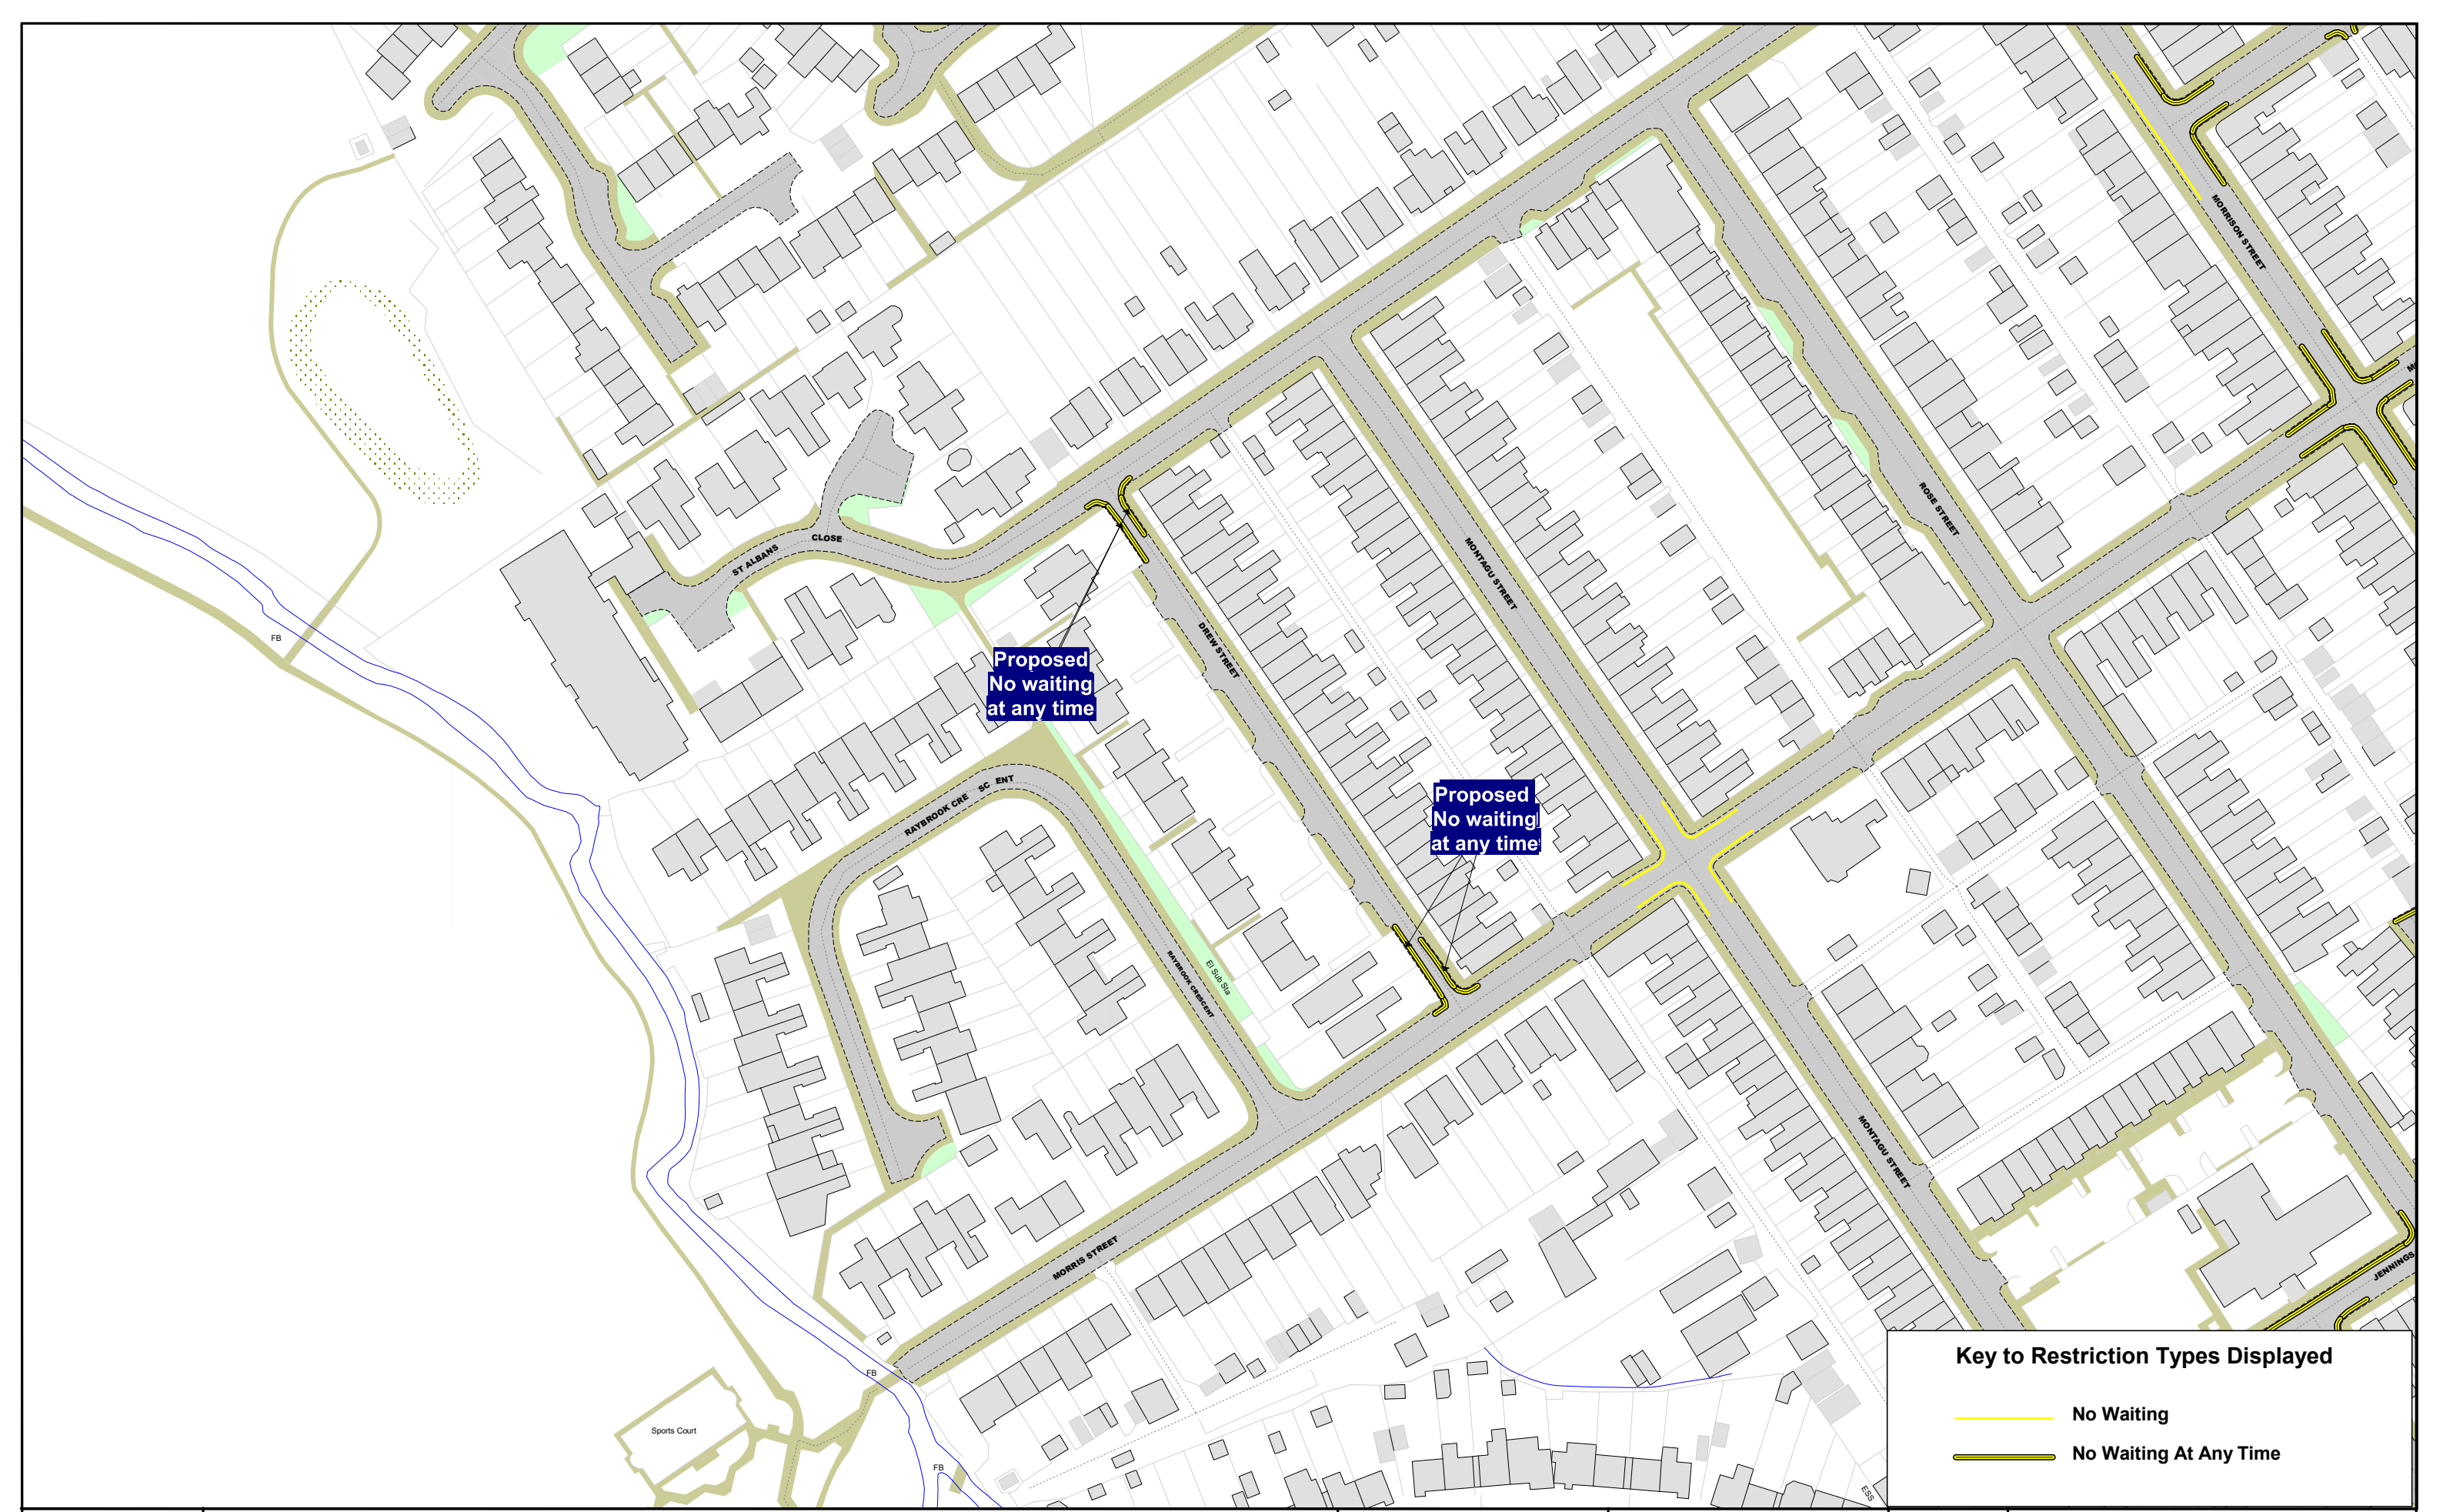 MORRISON STREET
MO
ROSE STREET
CLOSE
ST ALBANS
MONTAGU STREET
FB
DREW STREET
Proposed
No waiting
at any time
RAYBROOK CRE SC ENT
Proposed
No waiting
at any time
El Sub Sta
RAYBROOK CRESCENT
MONTAGU STREET
MORRIS STREET
JENNINGS
FB
Sports Court
FB
ESS
Key to Restriction Types Displayed
No Waiting
No Waiting At Any Time